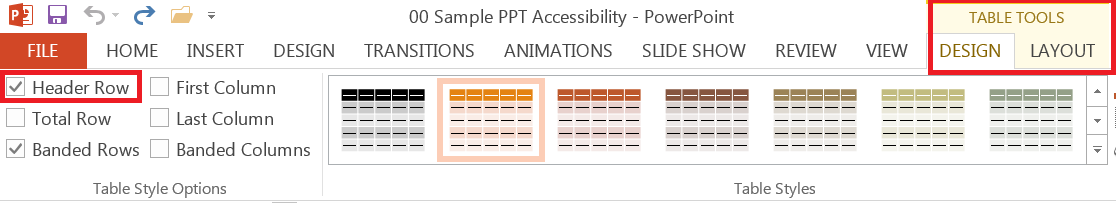 00 Sample PPT Accessibility - PowerPoint
TABLE TOOLS
FILE HOME INSERT DESIGN TRANSITIONS ANIMATIONS SLIDE SHOW REVIEW VIEW DESIGN LAYOUT
Header Row First Column
Total Row Last Column
Banded Rows Banded Columns
Table Style Options Table Styles